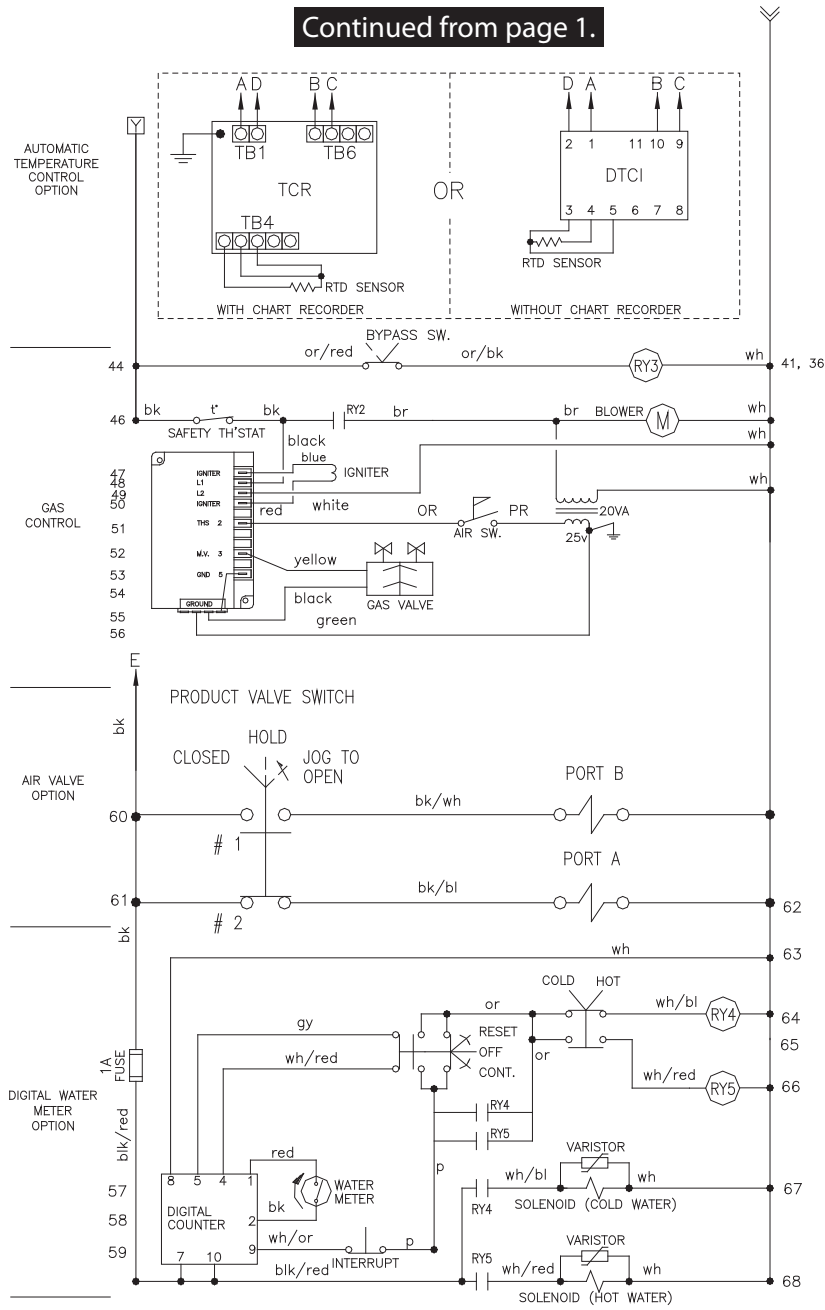 Continued from page 1.
A D B C
D A B C
Y
TB1 TB6
2 1 11 10 9
AUTOMATIC
TEMPERATURE
CONTROL
OPTION
TCR
OR
DTCI
TB4
3 4 5 6 7 8
RTD SENSOR
RTD SENSOR
WITH CHART RECORDER
WITHOUT CHART RECORDER
BYPASS SW.
44 or/red or/bk RY3 wh 41, 36
46 bk t° bk RY2 br br BLOWER M wh
SAFETY TH'STAT
black
wh
blue
47 IGNITER IGNITER
48 L1
wh
49 L2
50 IGNITER red white
GAS
CONTROL
51 THS 2 OR AIR SW. PR 20VA
25v
52 M.V. 3 yellow
53 GND 5
54 black GAS VALVE
GROUND
55 green
56
E
PRODUCT VALVE SWITCH
bk
HOLD
CLOSED JOG TO
OPEN
AIR VALVE
OPTION
PORT B
60 bk/wh
# 1
PORT A
61 bk/bl 62
# 2
bk
wh 63
COLD HOT
or wh/bl RY4 64
gy RESET
65
1A
FUSE
wh/red OFF
or
CONT.
wh/red RY5 66
DIGITAL WATER
METER
OPTION
RY4
RY5
blk/red
red p
VARISTOR
8 5 4 1 wh/bl wh
57 WATER
METER
67
RY4 SOLENOID (COLD WATER)
58 DIGITAL
COUNTER
2 bk
59 9 wh/or p
INTERRUPT
VARISTOR
7 10 RY5
blk/red wh/red wh 68
SOLENOID (HOT WATER)